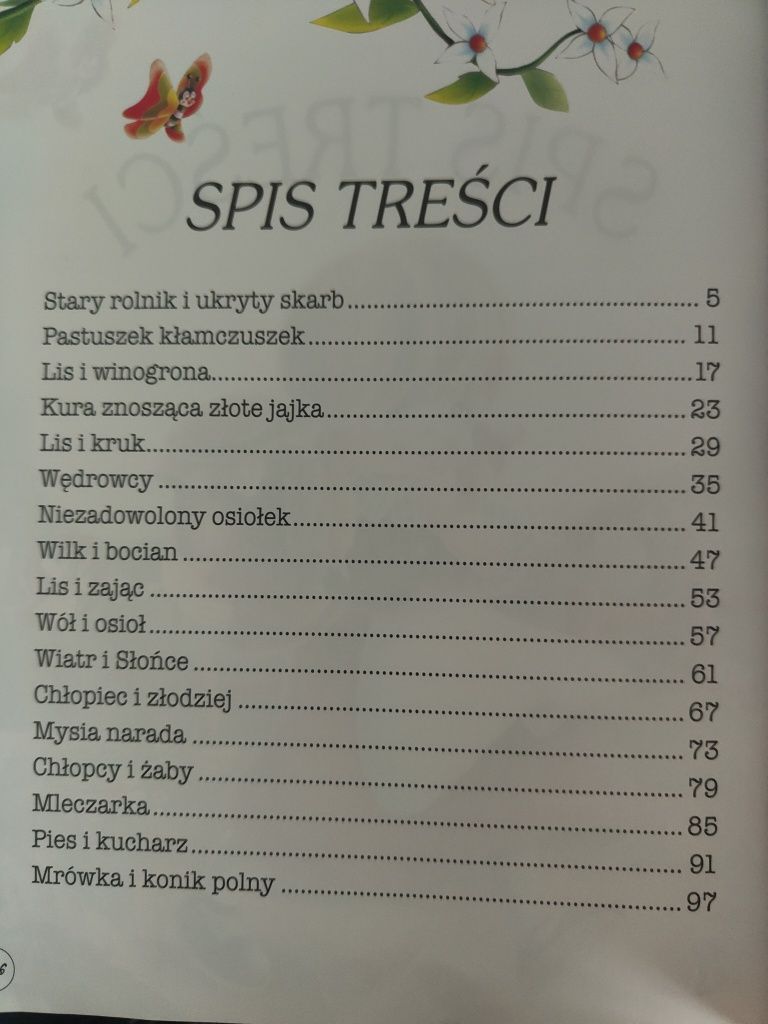 SPIS TREŚCI
Stary rolnik i ukryty skarb.......... 5
Pastuszek kłamczuszek.......... 11
Lis i winogrona..........17
Kura znosząca złote jajka.......... 23
Lis i kruk.......... 29
Wędrowcy .......... 35
Niezadowolony osiołek.......... 41
Wilk i bocian .......... 47
Lis i zając .......... 53
Wół i osioł.......... 57
Wiatr i Słońce .......... 61
Chłopiec i złodziej .......... 67
Mysia narada .......... 73
Chłopcy i żaby .......... 79
Mleczarka.......... 85
Pies i kucharz.......... 91
Mrówka i konik polny .......... 97